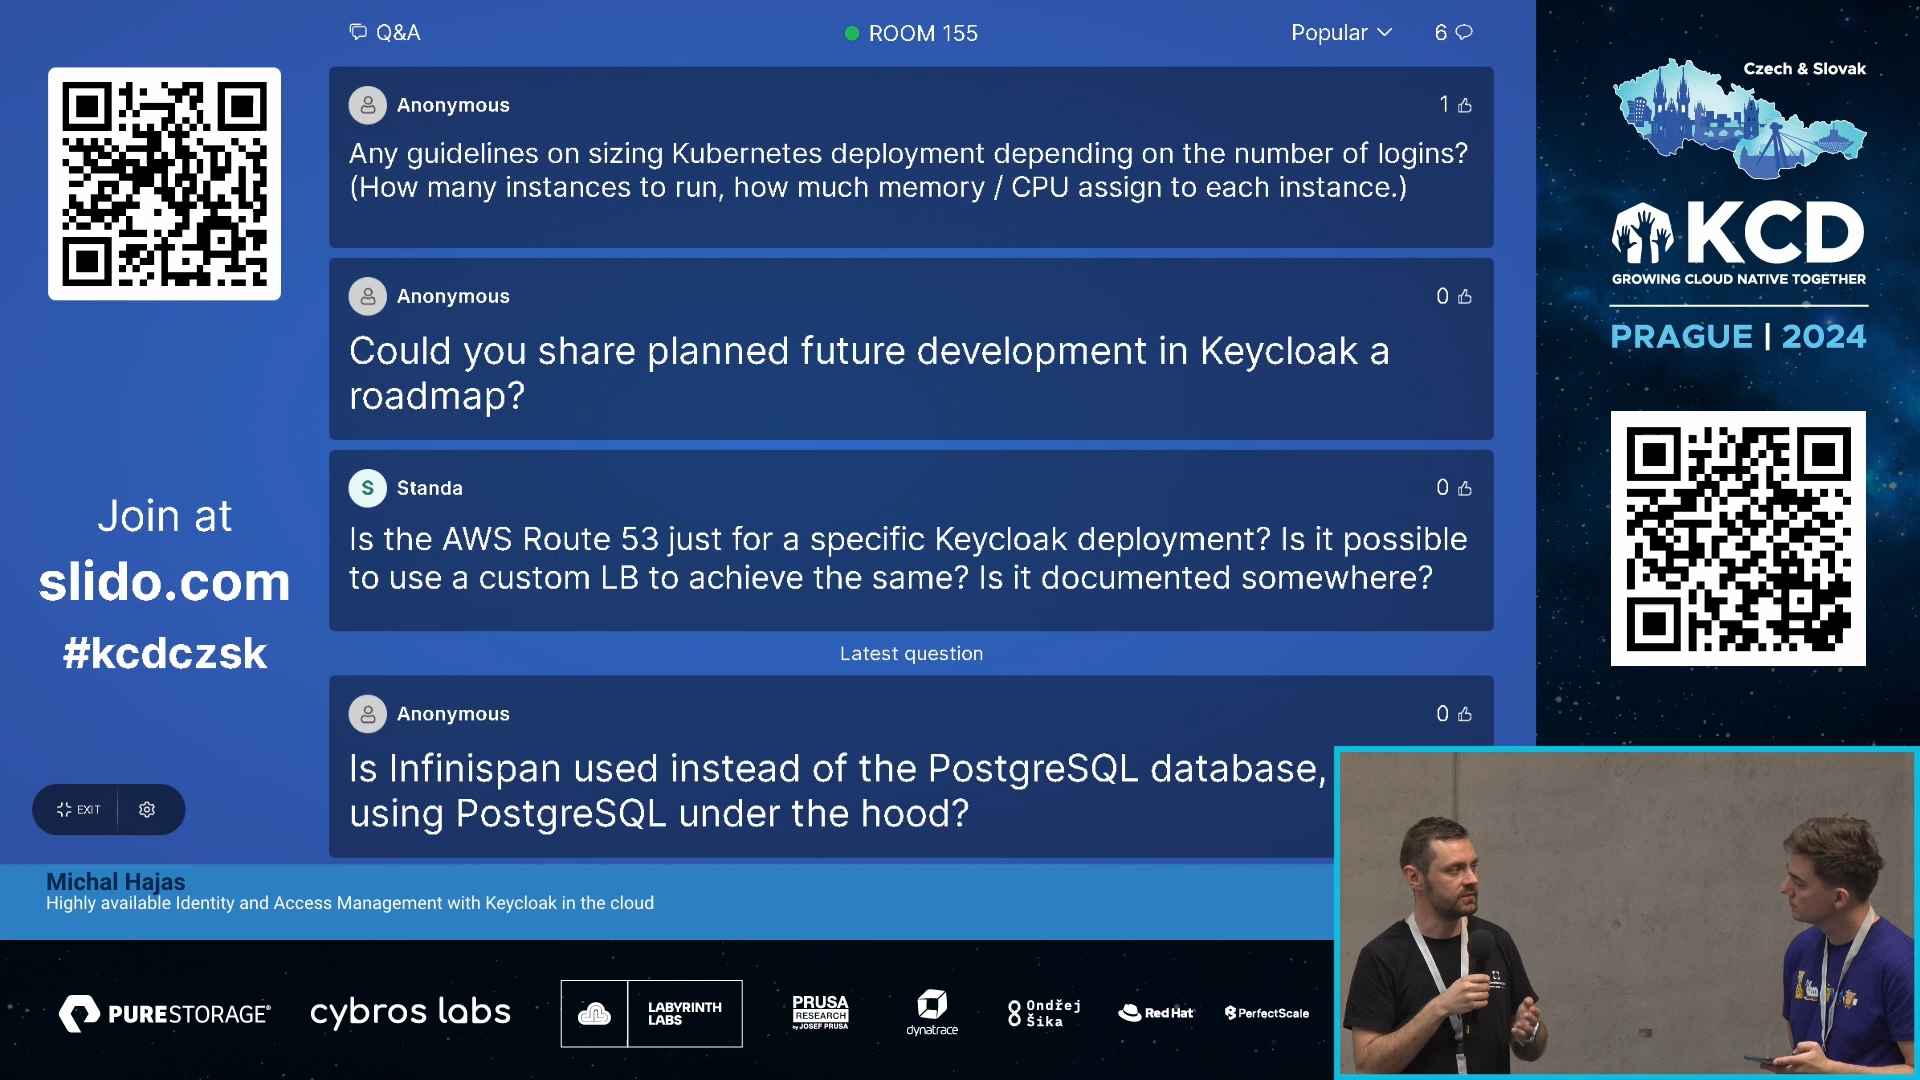 Q&A
ROOM 155
Popular
6
Anonymous
1
Any guidelines on sizing Kubernetes deployment depending on the number of logins?
(How many instances to run, how much memory / CPU assign to each instance.)
Anonymous
0
Could you share planned future development in Keycloak a
roadmap?
S
Standa
0
Is the AWS Route 53 just for a specific Keycloak deployment? Is it possible
to use a custom LB to achieve the same? Is it documented somewhere?
Latest question
Anonymous
0
Is Infinispan used instead of the PostgreSQL database,
using PostgreSQL under the hood?
Join at
slido.com
#kcdczsk
EXIT
Michal Hajas
Highly available Identity and Access Management with Keycloak in the cloud
Czech & Slovak
KCD
GROWING CLOUD NATIVE TOGETHER
PRAGUE | 2024
PURESTORAGE®
cybros labs
LABYRINTH
LABS
PRUSA
RESEARCH
by JOSEF PRUSA
dynatrace
Ondřej
Šika
Red Hat
PerfectScale